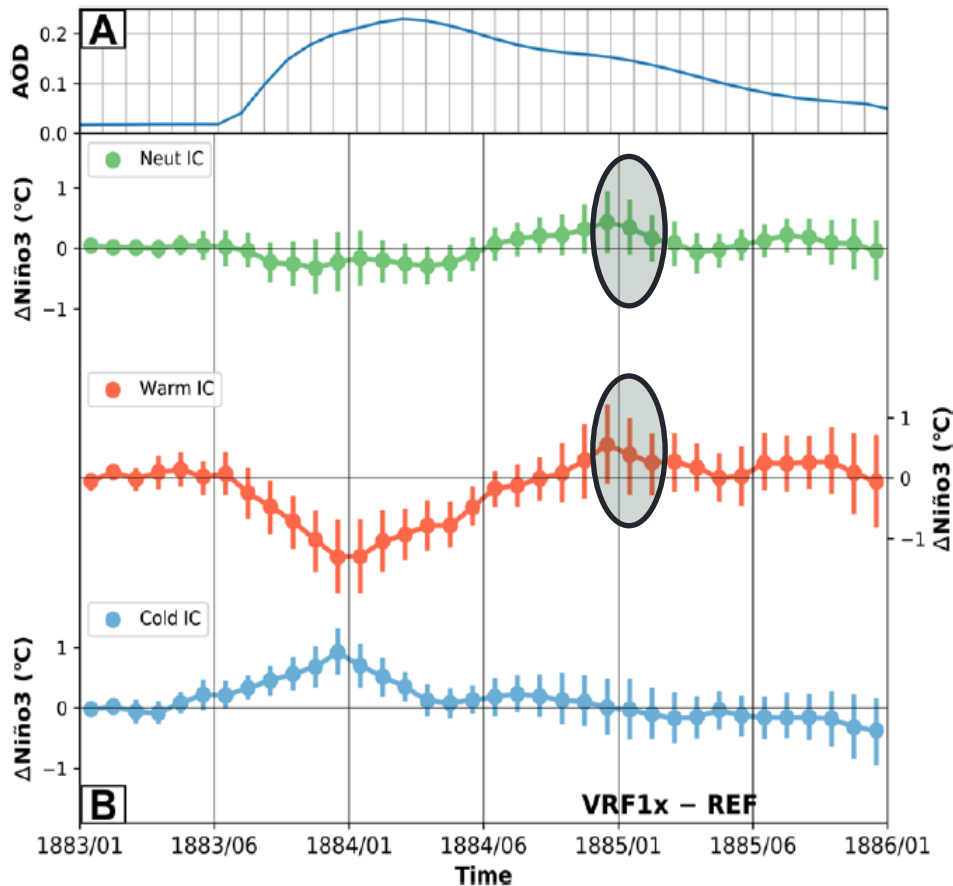 A
AOD
0.2
0.1
0.0
Neut IC
ΔNiño3 (°C)
1
0
−1
Warm IC
1
0
−1
ΔNiño3 (°C)
Cold IC
ΔNiño3 (°C)
1
0
−1
B
VRF1x − REF
1883/01 1883/06 1884/01 1884/06 1885/01 1885/06 1886/01
Time